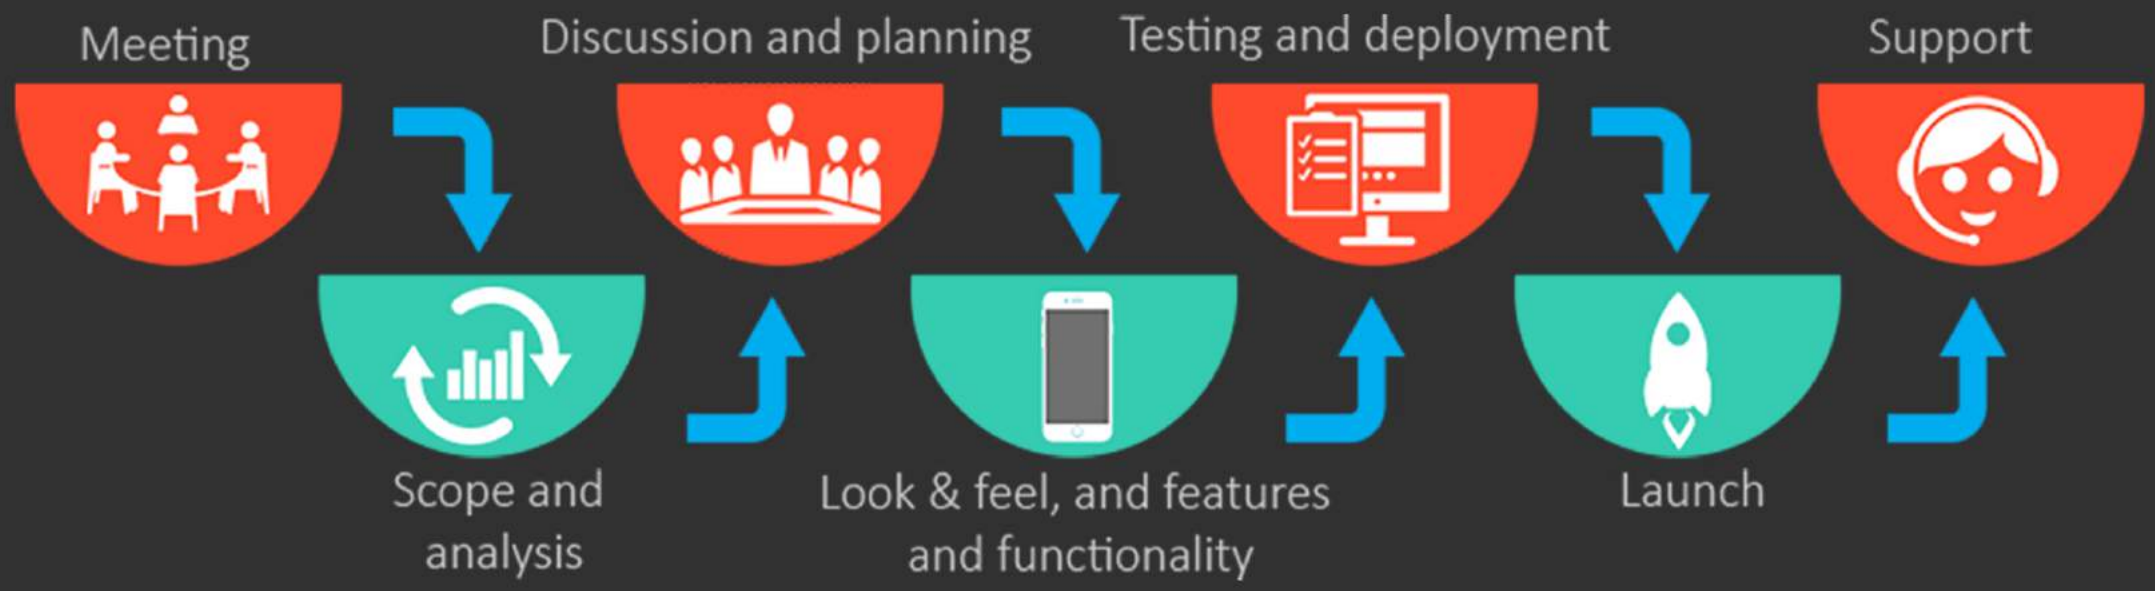 Meeting
Scope and
analysis
Discussion and planning
Look & feel, and features
and functionality
Testing and deployment
Launch
Support